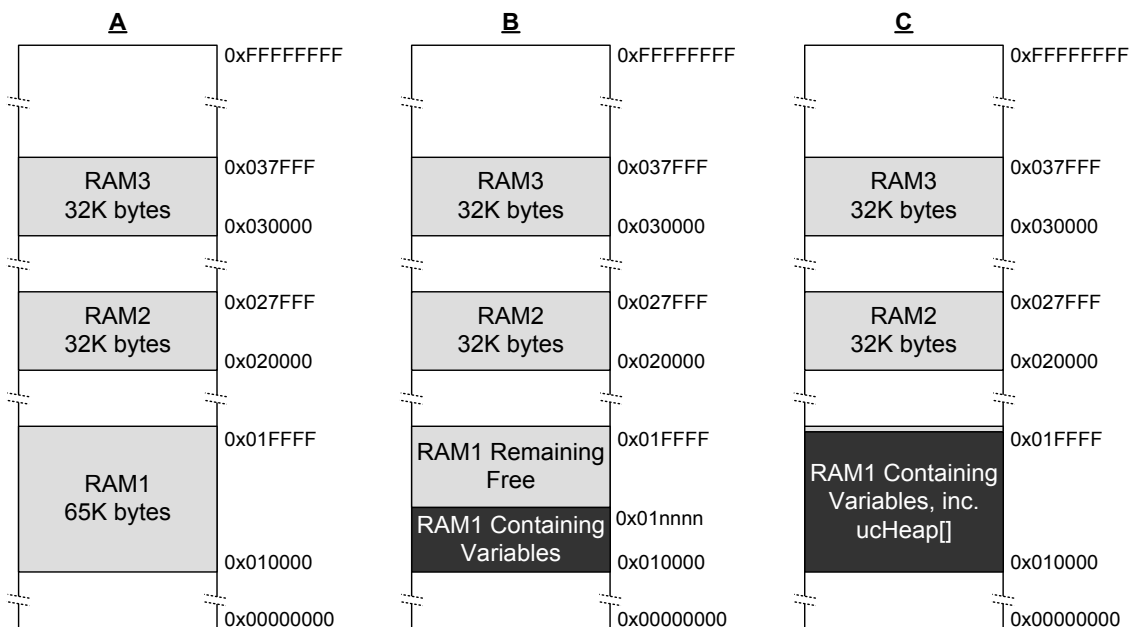 A
0xFFFFFFFF
RAM3
32K bytes
0x037FFF
0x030000
RAM2
32K bytes
0x027FFF
0x020000
RAM1
65K bytes
0x01FFFF
0x010000
0x00000000
B
0xFFFFFFFF
RAM3
32K bytes
0x037FFF
0x030000
RAM2
32K bytes
0x027FFF
0x020000
RAM1 Remaining
Free
0x01FFFF
0x01nnnn
RAM1 Containing
Variables
0x010000
0x00000000
C
0xFFFFFFFF
RAM3
32K bytes
0x037FFF
0x030000
RAM2
32K bytes
0x027FFF
0x020000
0x01FFFF
RAM1 Containing
Variables, inc.
ucHeap[]
0x010000
0x00000000